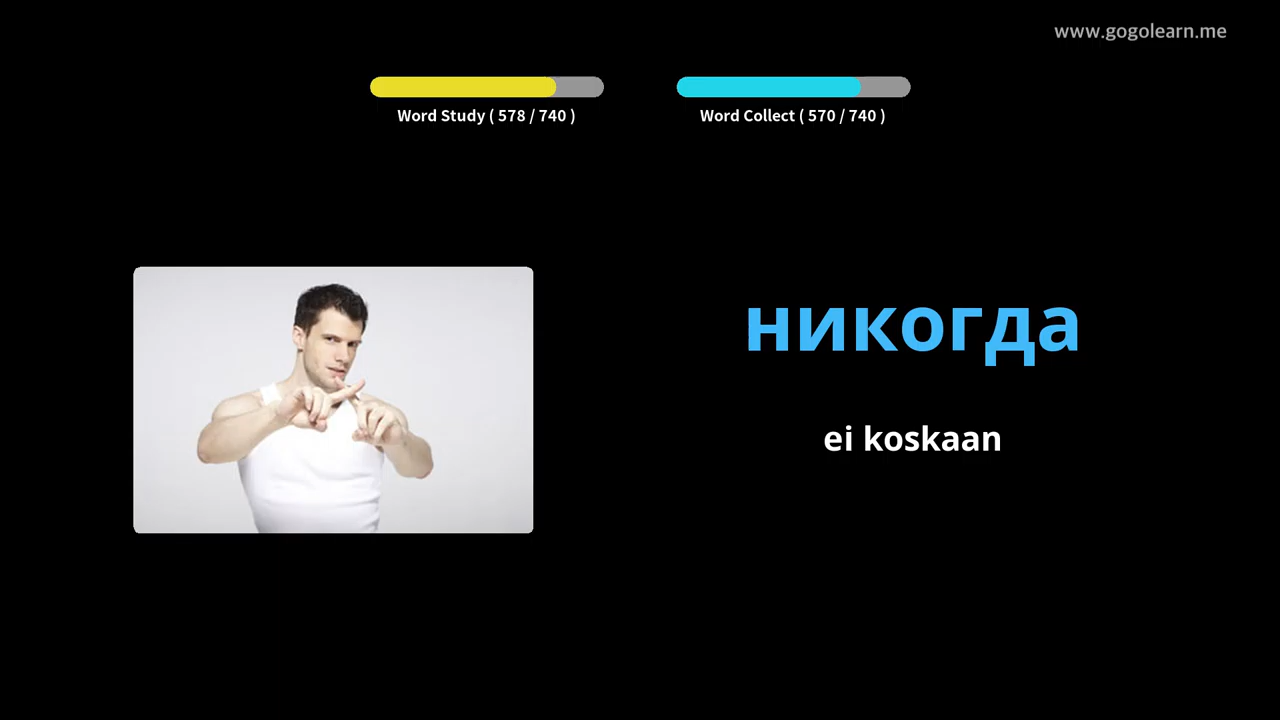 www.gogolearn.me
Word Study ( 578 / 740 )
Word Collect ( 570 / 740 )
никогда
ei koskaan